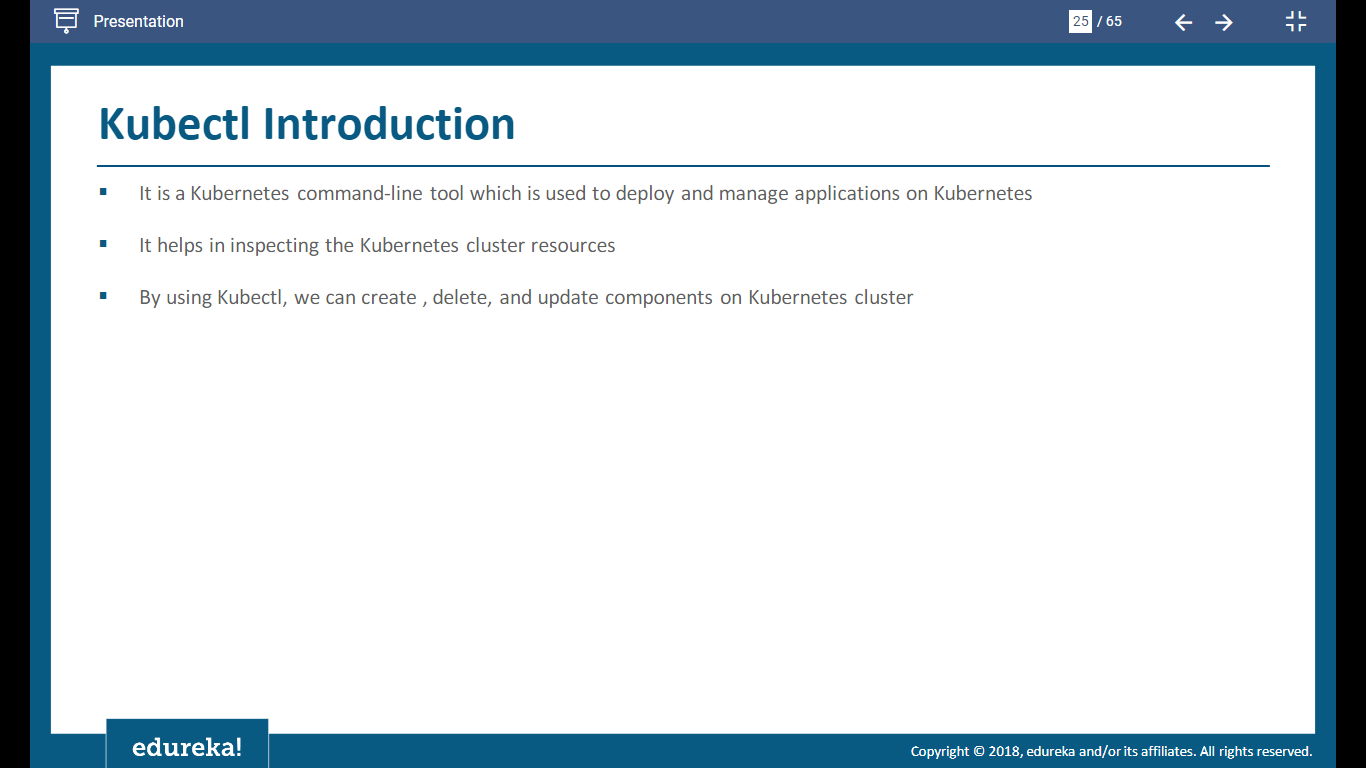 Presentation
25 / 65
Kubectl Introduction
▪ It is a Kubernetes command-line tool which is used to deploy and manage applications on Kubernetes
▪ It helps in inspecting the Kubernetes cluster resources
▪ By using Kubectl, we can create , delete, and update components on Kubernetes cluster
edureka!
Copyright © 2018, edureka and/or its affiliates. All rights reserved.